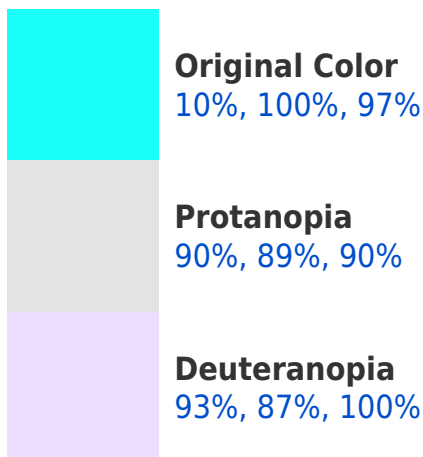 Original Color
10%, 100%, 97%
Protanopia
90%, 89%, 90%
Deuteranopia
93%, 87%, 100%